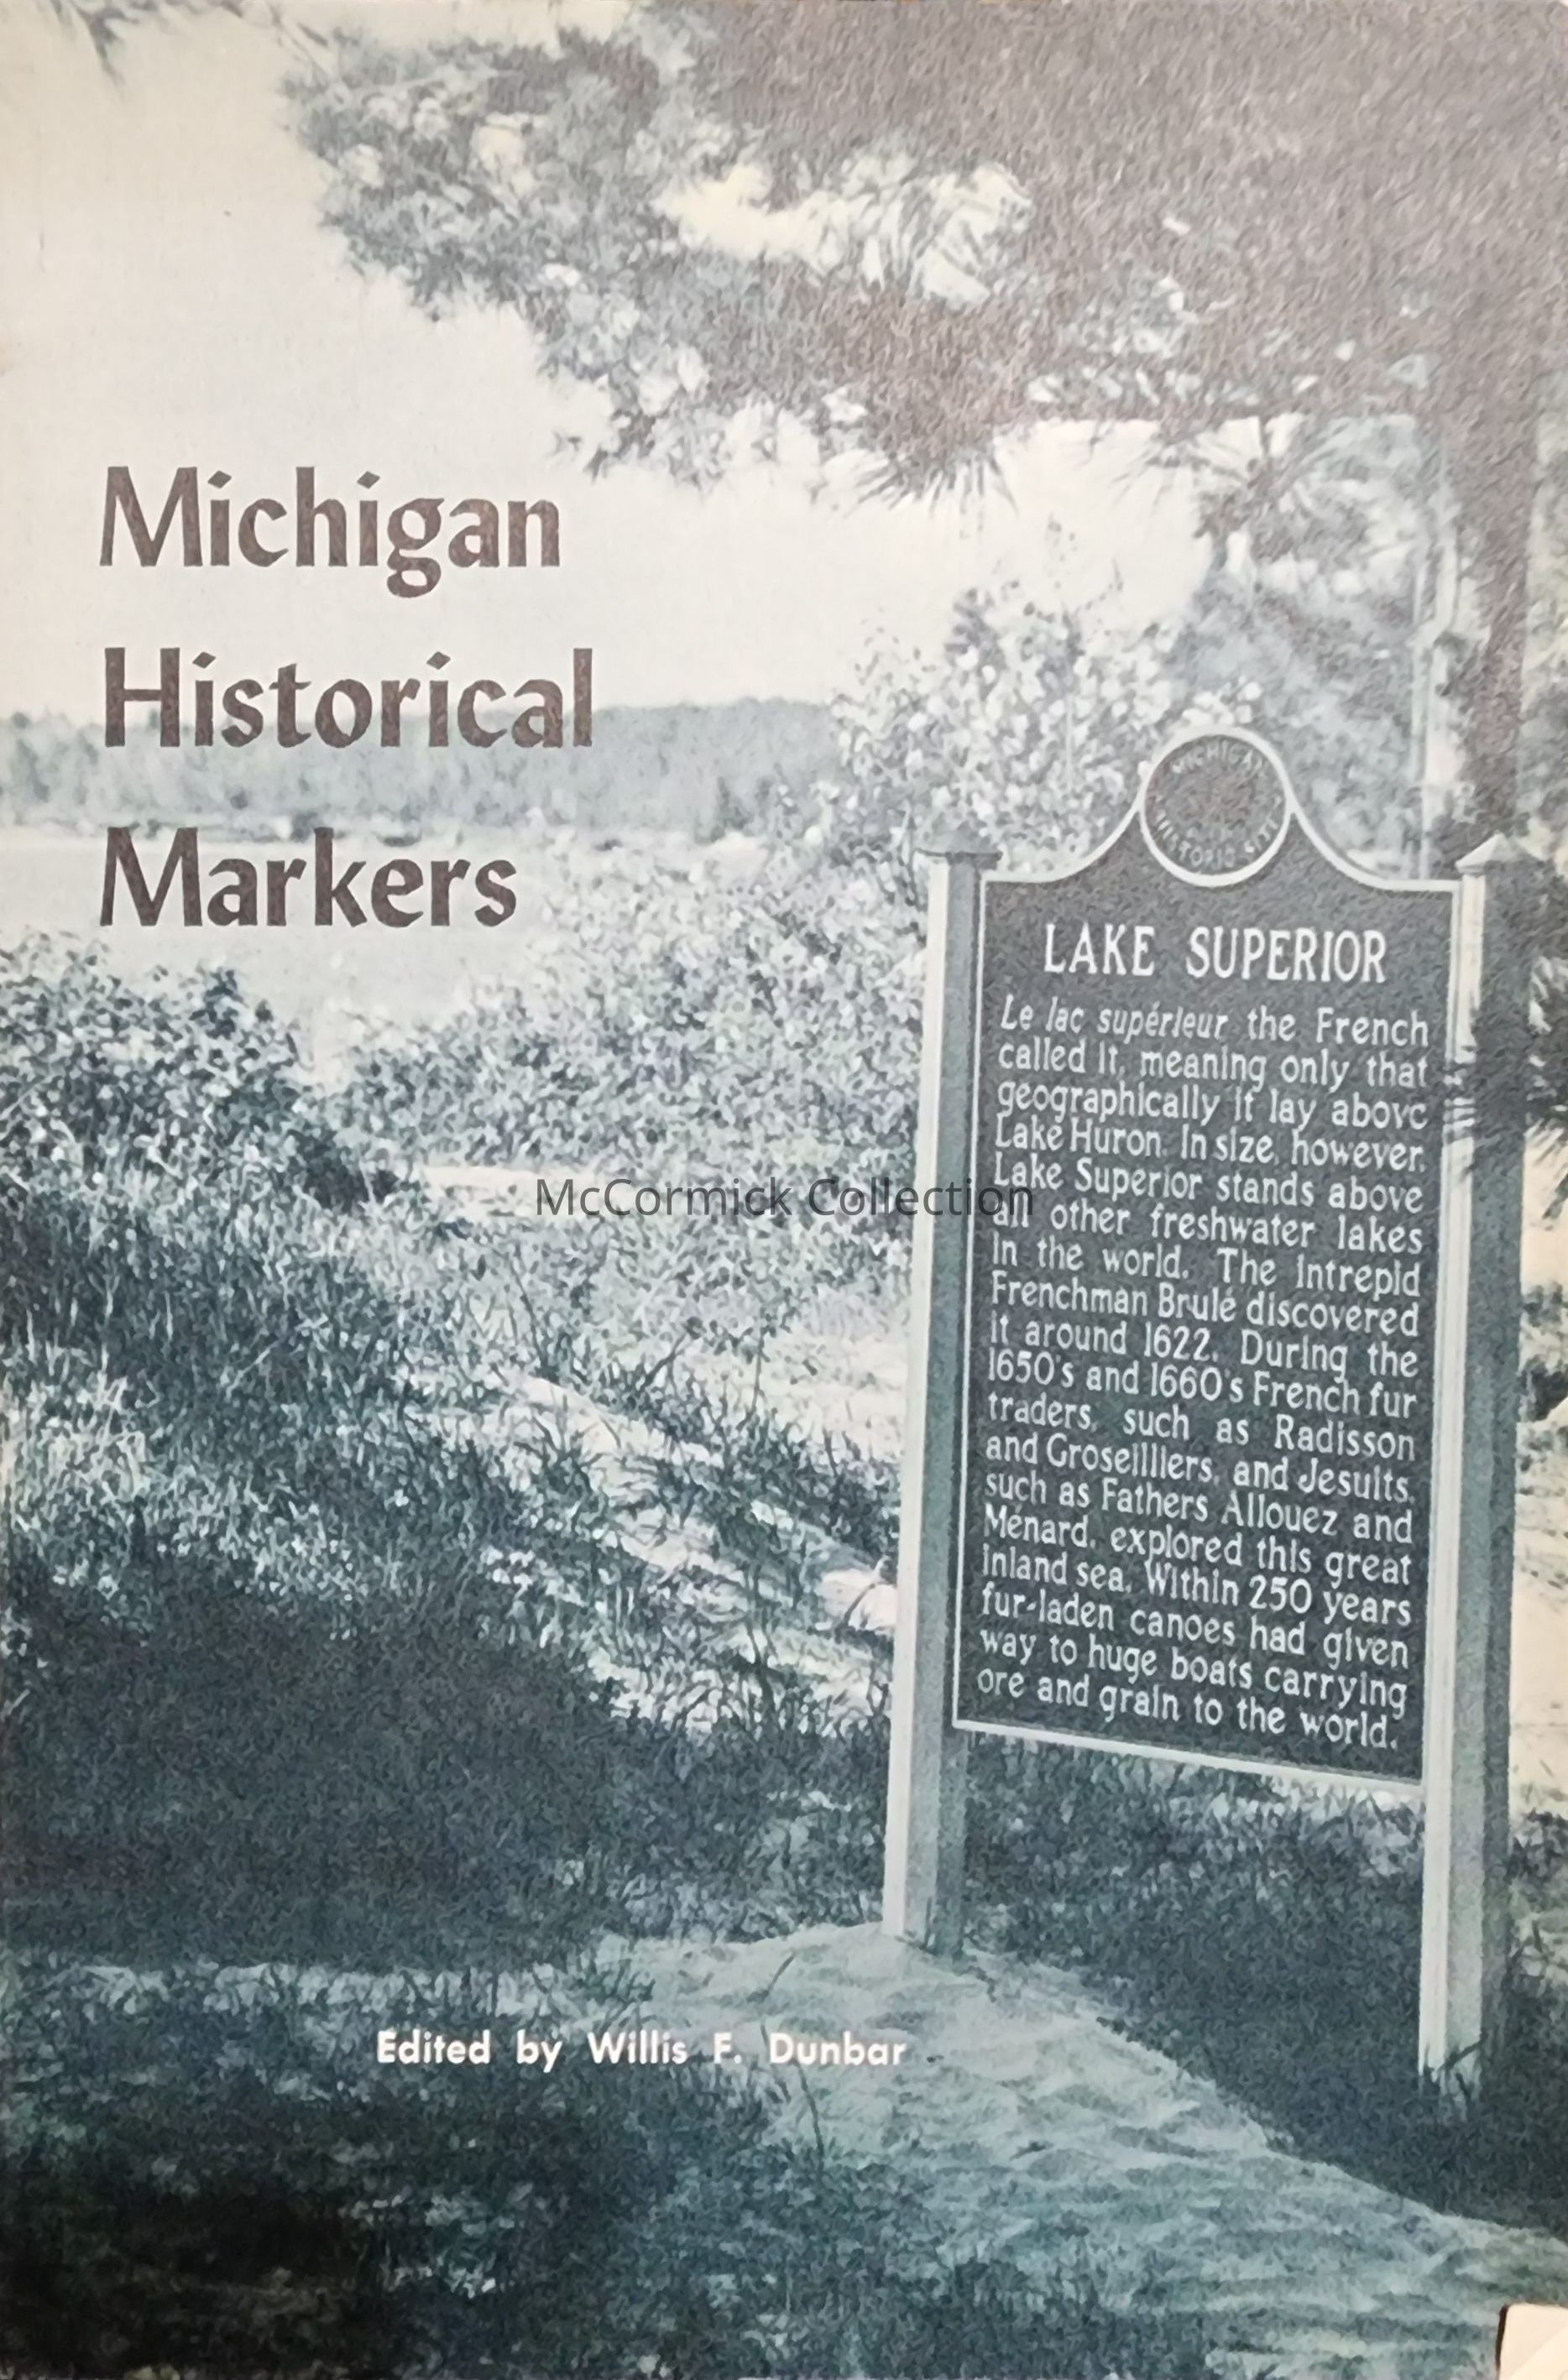 Michigan
Historical
Markers
MICHIGAN
HISTORIC SITE
LAKE SUPERIOR
Le lac supérieur the French
called it, meaning only that
geographically it lay above
Lake Huron. In size, however,
Lake Superior stands above
all other freshwater lakes
in the world. The intrepid
Frenchman Brulé discovered
it around 1622. During the
1650's and 1660's French fur
traders, such as Radisson
and Groseilliers, and Jesuits,
such as Fathers Allouez and
Ménard, explored this great
inland sea. Within 250 years
fur-laden canoes had given
way to huge boats carrying
ore and grain to the world.
McCormick Collection
Edited by Willis F. Dunbar